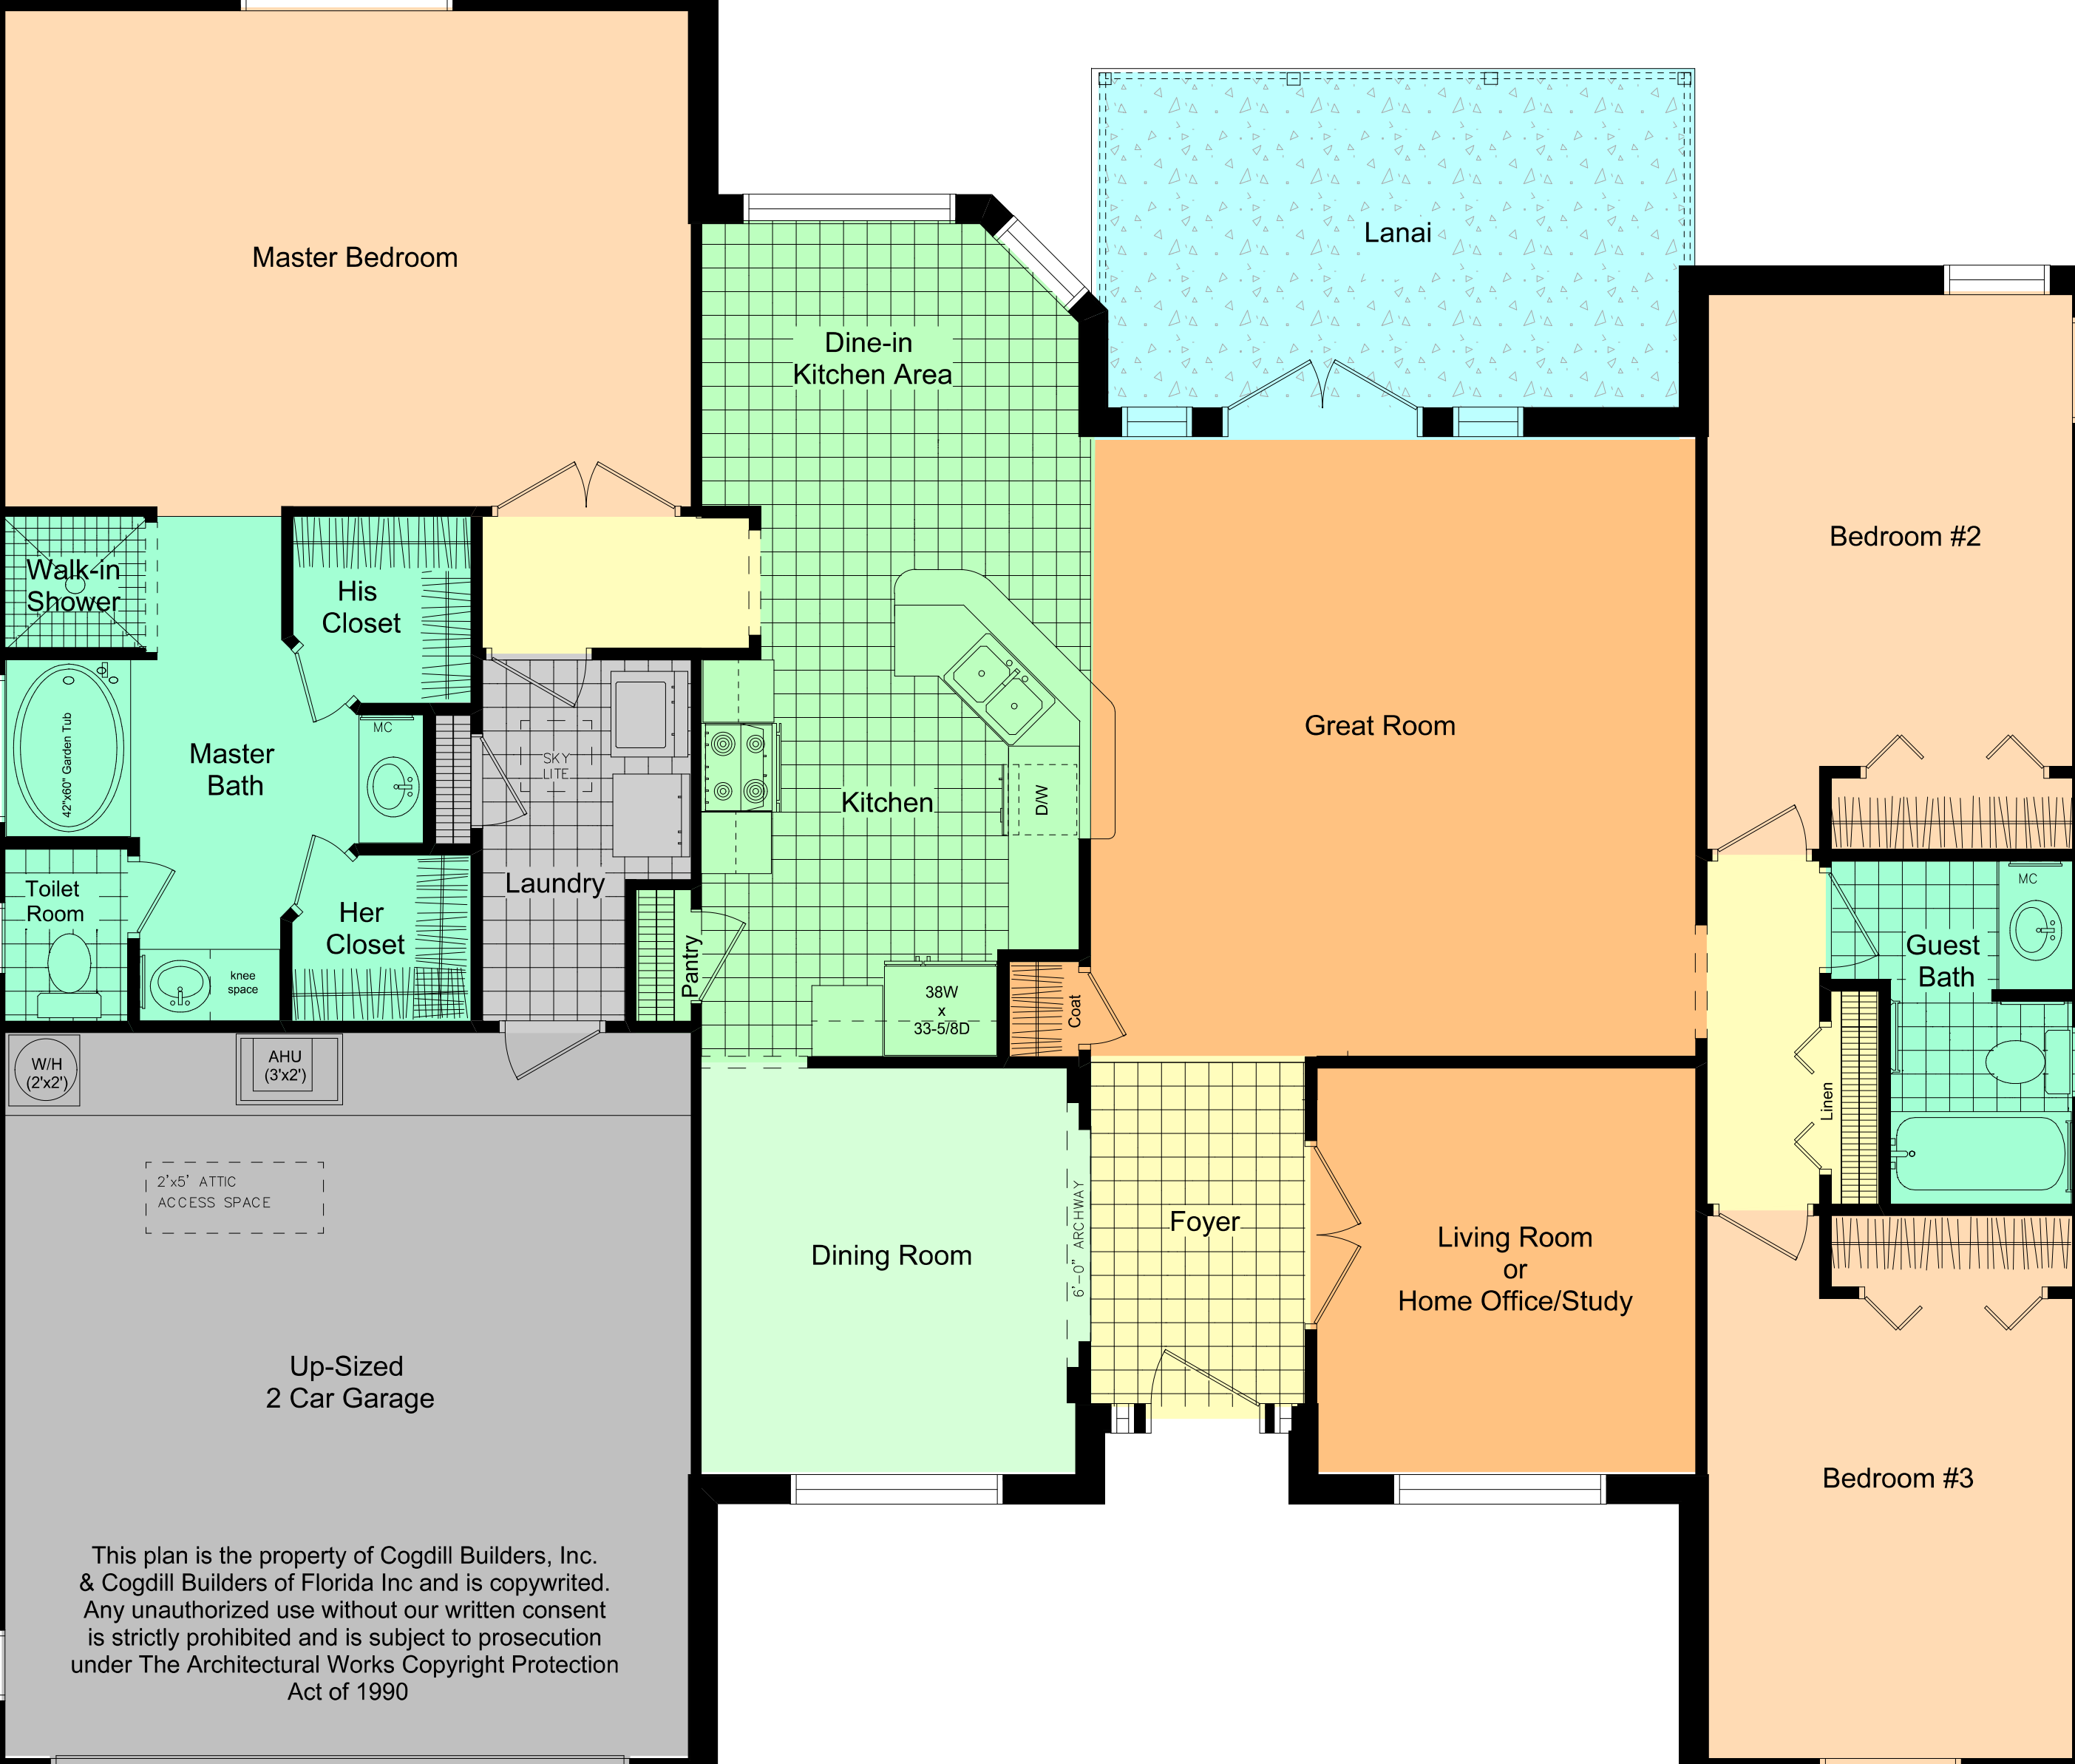 Master Bedroom
Lanai
Dine-in
Kitchen Area
Bedroom #2
Walk-in
Shower
His
Closet
Great Room
42"x60" Garden Tub
Master
Bath
MC
SKY
LITE
Kitchen
D/W
Toilet
Room
Laundry
Her
Closet
knee
space
Pantry
38W
x
33-5/8D
Coat
MC
Guest
Bath
Linen
W/H
(2'x2')
AHU
(3'x2')
2'x5' ATTIC
ACCESS SPACE
Dining Room
6'-0" ARCHWAY
Foyer
Living Room
or
Home Office/Study
Up-Sized
2 Car Garage
Bedroom #3
This plan is the property of Cogdill Builders, Inc.
& Cogdill Builders of Florida Inc and is copywrited.
Any unauthorized use without our written consent
is strictly prohibited and is subject to prosecution
under The Architectural Works Copyright Protection
Act of 1990